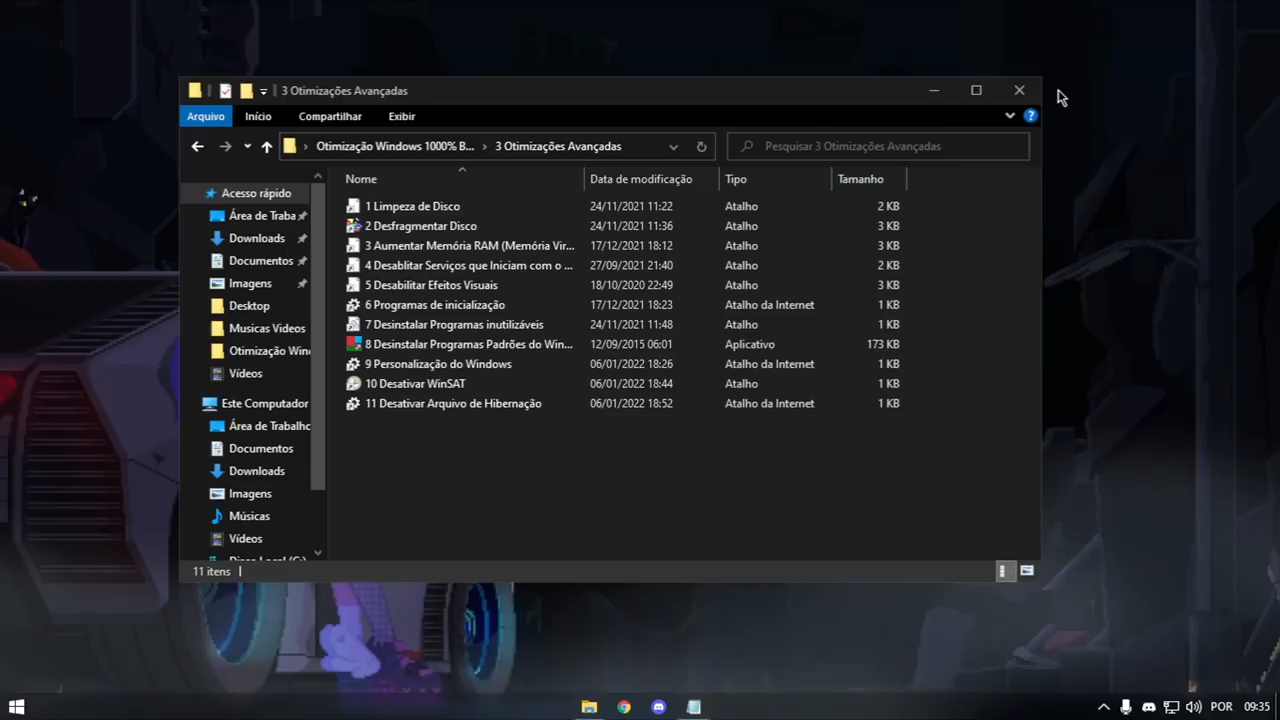 3 Otimizações Avançadas
Arquivo Início Compartilhar Exibir
Otimização Windows 1000% B... 3 Otimizações Avançadas Pesquisar 3 Otimizações Avançadas
Nome Data de modificação Tipo Tamanho
Acesso rápido
Área de Traba
Downloads
Documentos
Imagens
Desktop
Musicas Videos
Otimização Win
Vídeos
Este Computador
Área de Trabalho
Documentos
Downloads
Imagens
Músicas
Vídeos
Disco Local (C:)
1 Limpeza de Disco 24/11/2021 11:22 Atalho 2 KB
2 Desfragmentar Disco 24/11/2021 11:36 Atalho 3 KB
3 Aumentar Memória RAM (Memória Vir... 17/12/2021 18:12 Atalho 3 KB
4 Desablitar Serviços que Iniciam com o ... 27/09/2021 21:40 Atalho 2 KB
5 Desabilitar Efeitos Visuais 18/10/2020 22:49 Atalho 3 KB
6 Programas de inicialização 17/12/2021 18:23 Atalho da Internet 1 KB
7 Desinstalar Programas inutilizáveis 24/11/2021 11:48 Atalho 1 KB
8 Desinstalar Programas Padrões do Win... 12/09/2015 06:01 Aplicativo 173 KB
9 Personalização do Windows 06/01/2022 18:26 Atalho da Internet 1 KB
10 Desativar WinSAT 06/01/2022 18:44 Atalho 1 KB
11 Desativar Arquivo de Hibernação 06/01/2022 18:52 Atalho da Internet 1 KB
11 itens
POR 09:35